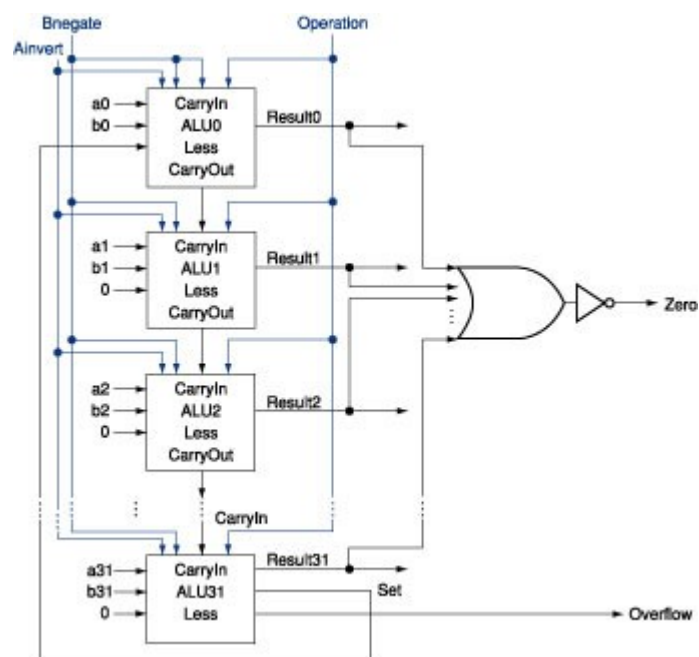 Bnegate
Operation
Ainvert
a0
b0
CarryIn
ALU0
Less
CarryOut
Result0
a1
b1
0
CarryIn
ALU1
Less
CarryOut
Result1
Zero
a2
b2
0
CarryIn
ALU2
Less
CarryOut
Result2
CarryIn
a31
b31
0
CarryIn
ALU31
Less
Result31
Set
Overflow